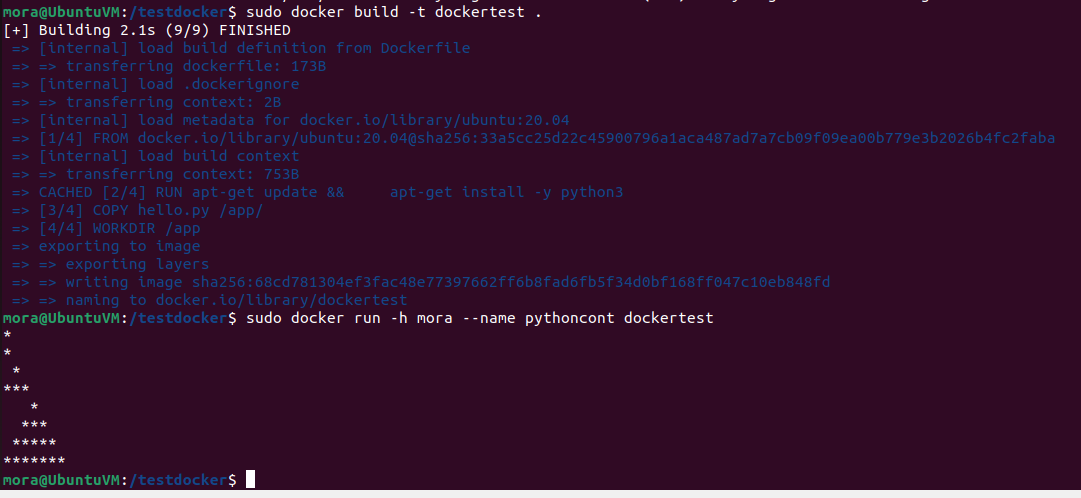 mora@UbuntuVM:/testdocker$ sudo docker build -t dockertest .
[+] Building 2.1s (9/9) FINISHED
 => [internal] load build definition from Dockerfile
 => => transferring dockerfile: 173B
 => [internal] load .dockerignore
 => => transferring context: 2B
 => [internal] load metadata for docker.io/library/ubuntu:20.04
 => [1/4] FROM docker.io/library/ubuntu:20.04@sha256:33a5cc25d22c45900796a1aca487ad7a7cb09f09ea00b779e3b2026b4fc2faba
 => [internal] load build context
 => => transferring context: 753B
 => CACHED [2/4] RUN apt-get update &&     apt-get install -y python3
 => [3/4] COPY hello.py /app/
 => [4/4] WORKDIR /app
 => exporting to image
 => => exporting layers
 => => writing image sha256:68cd781304ef3fac48e77397662ff6b8fad6fb5f34d0bf168ff047c10eb848fd
 => => naming to docker.io/library/dockertest
mora@UbuntuVM:/testdocker$ sudo docker run -h mora --name pythoncont dockertest
*
*
 *
***
   *
  ***
 *****
*******
mora@UbuntuVM:/testdocker$